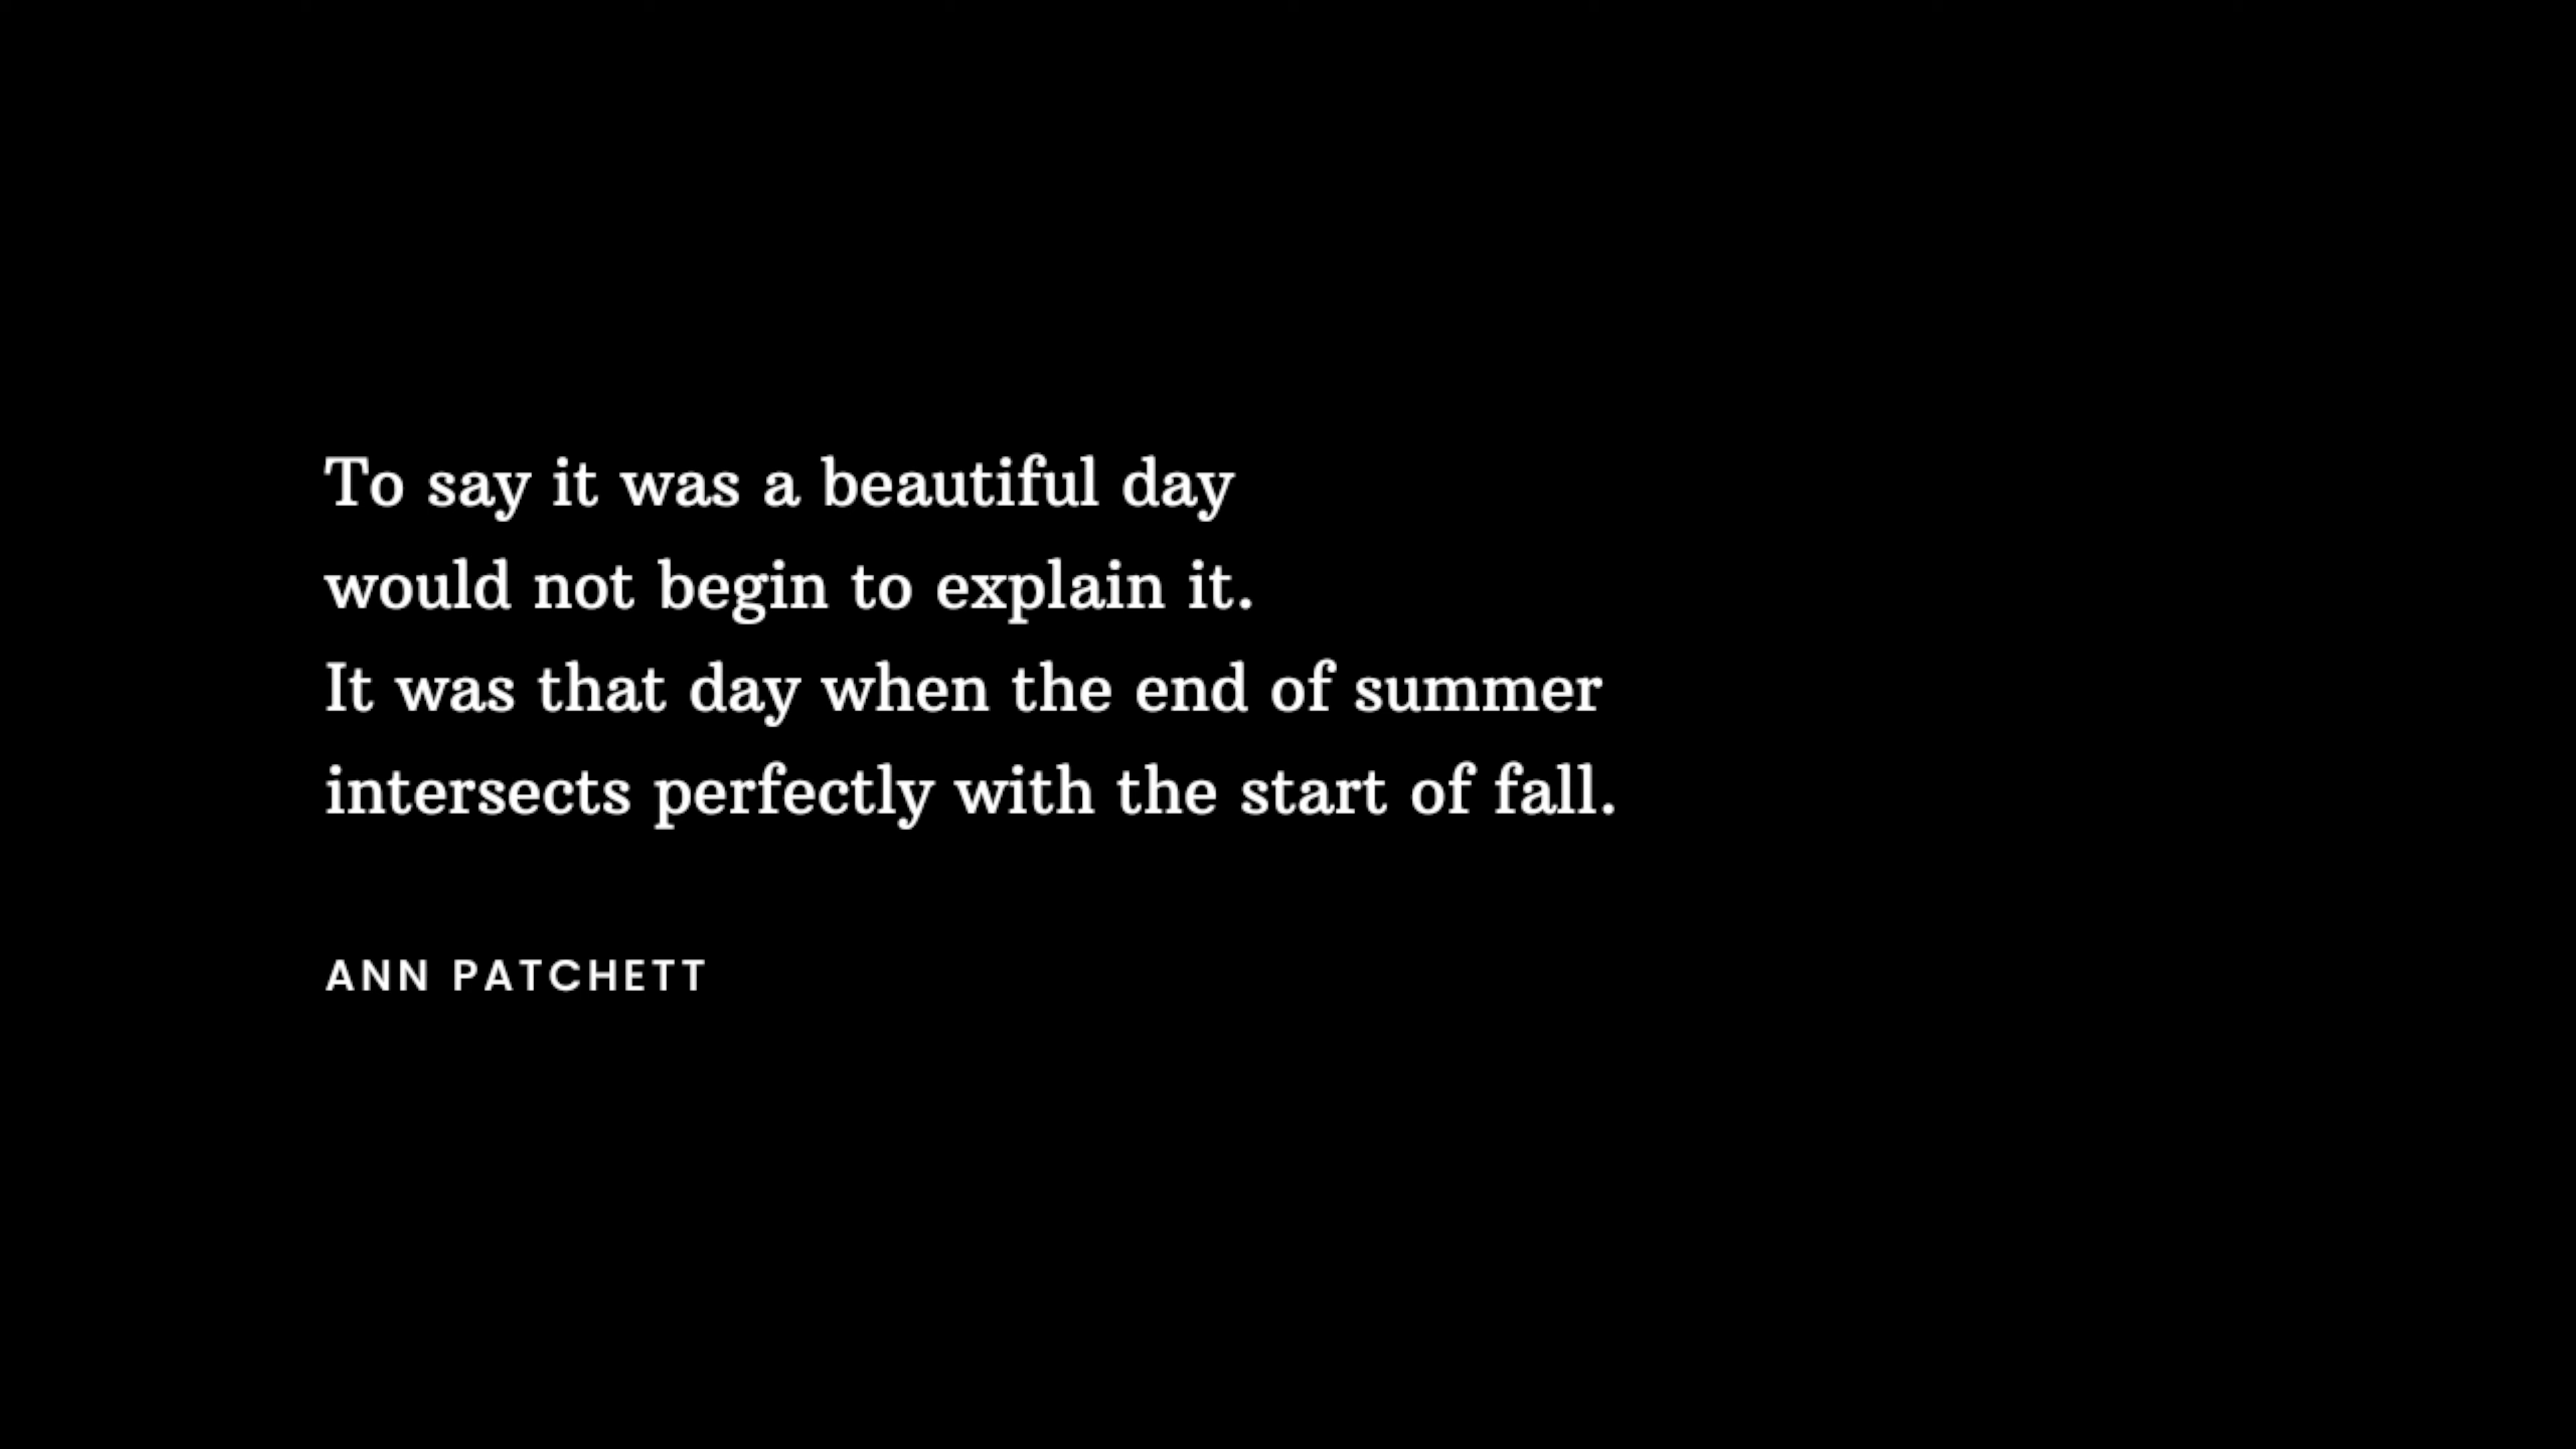 To say it was a beautiful day
would not begin to explain it.
It was that day when the end of summer
intersects perfectly with the start of fall.
ANN PATCHETT